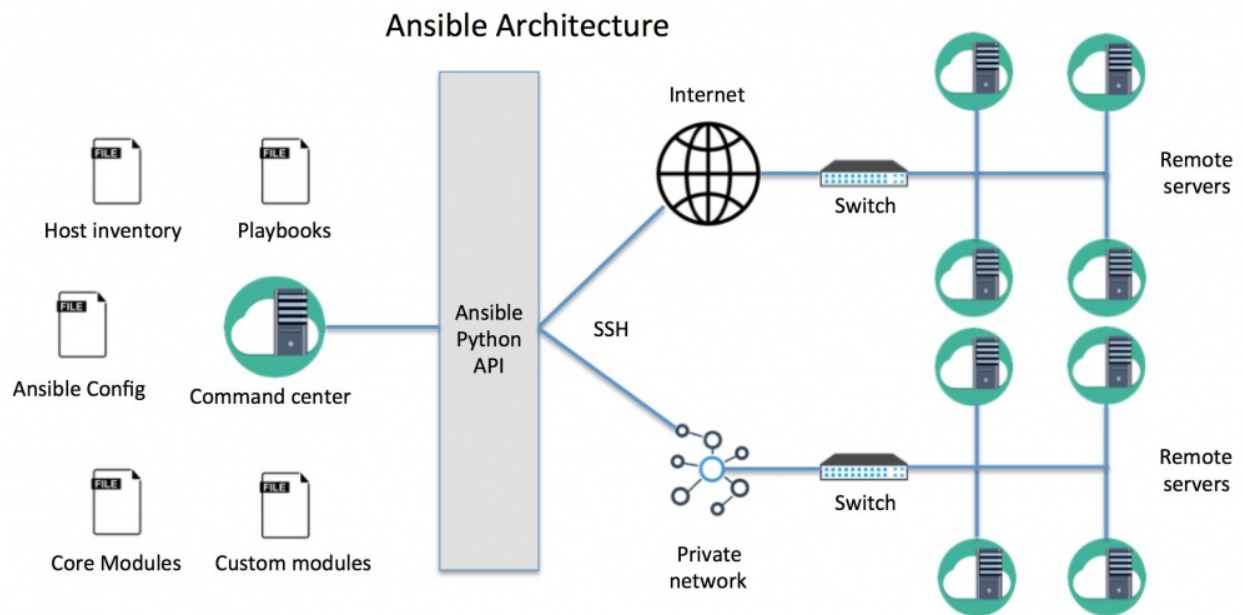 Ansible Architecture
Internet
FILE
FILE
Remote
servers
Switch
Host inventory
Playbooks
FILE
Ansible
Python
API
SSH
Ansible Config
Command center
FILE
FILE
Remote
servers
Switch
Core Modules
Custom modules
Private
network